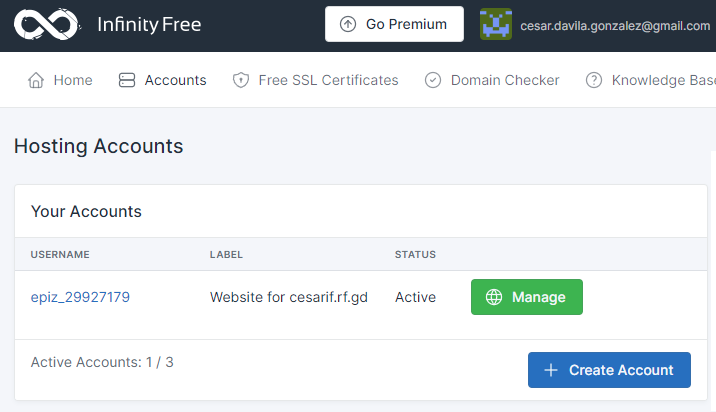 Infinity Free
Go Premium
cesar.davila.gonzalez@gmail.com
Home
Accounts
Free SSL Certificates
Domain Checker
Knowledge Bas
Hosting Accounts
Your Accounts
USERNAME LABEL STATUS
epiz_29927179 Website for cesarif.rf.gd Active Manage
Active Accounts: 1 / 3
Create Account